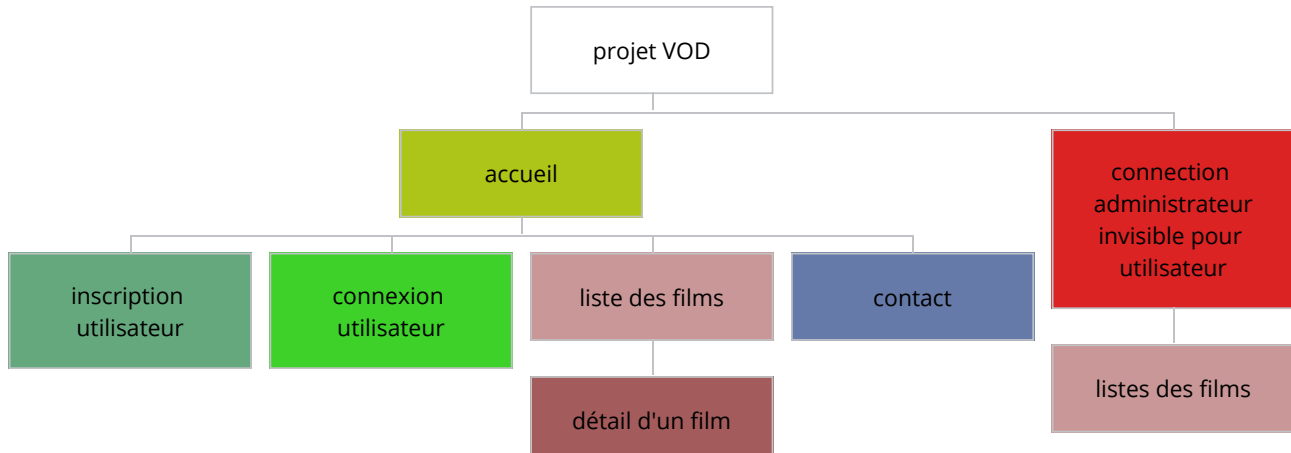 projet VOD
accueil
connection
administrateur
invisible pour
utilisateur
inscription
utilisateur
connexion
utilisateur
liste des films
contact
détail d'un film
listes des films